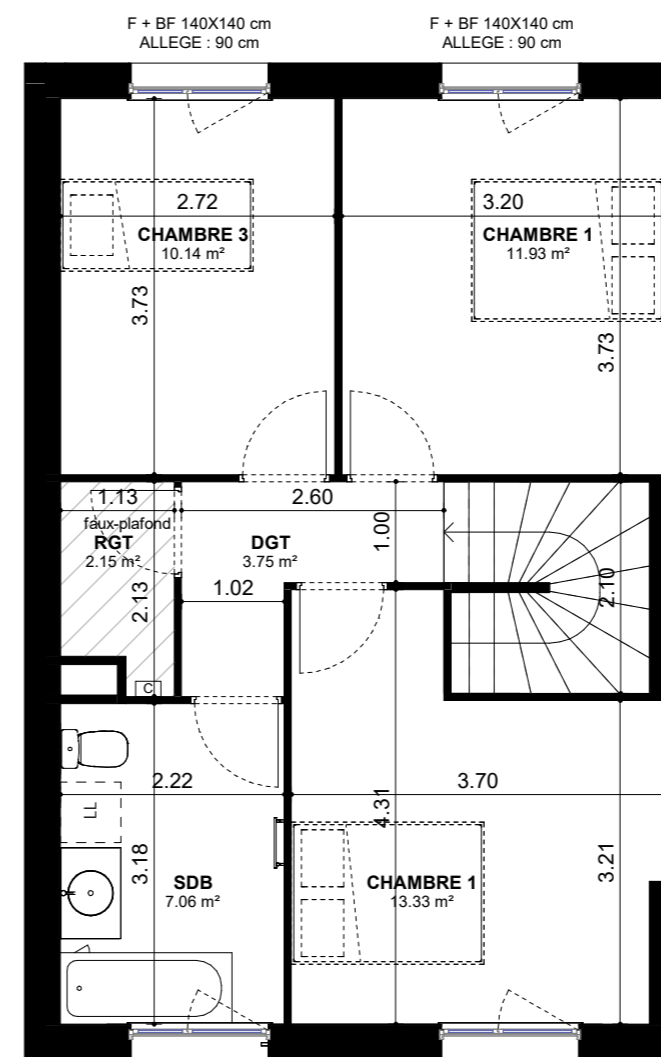 F + BF 140X140 cm
ALLEGE : 90 cm
F + BF 140X140 cm
ALLEGE : 90 cm
2.72
CHAMBRE 3
10.14 m²
3.73
3.20
CHAMBRE 1
11.93 m²
3.73
1.13
faux-plafond
RGT
2.15 m²
2.13
C
2.60
DGT
3.75 m²
1.00
1.02
2.10
2.22
LL
3.18
SDB
7.06 m²
3.70
4.31
CHAMBRE 1
13.33 m²
3.21